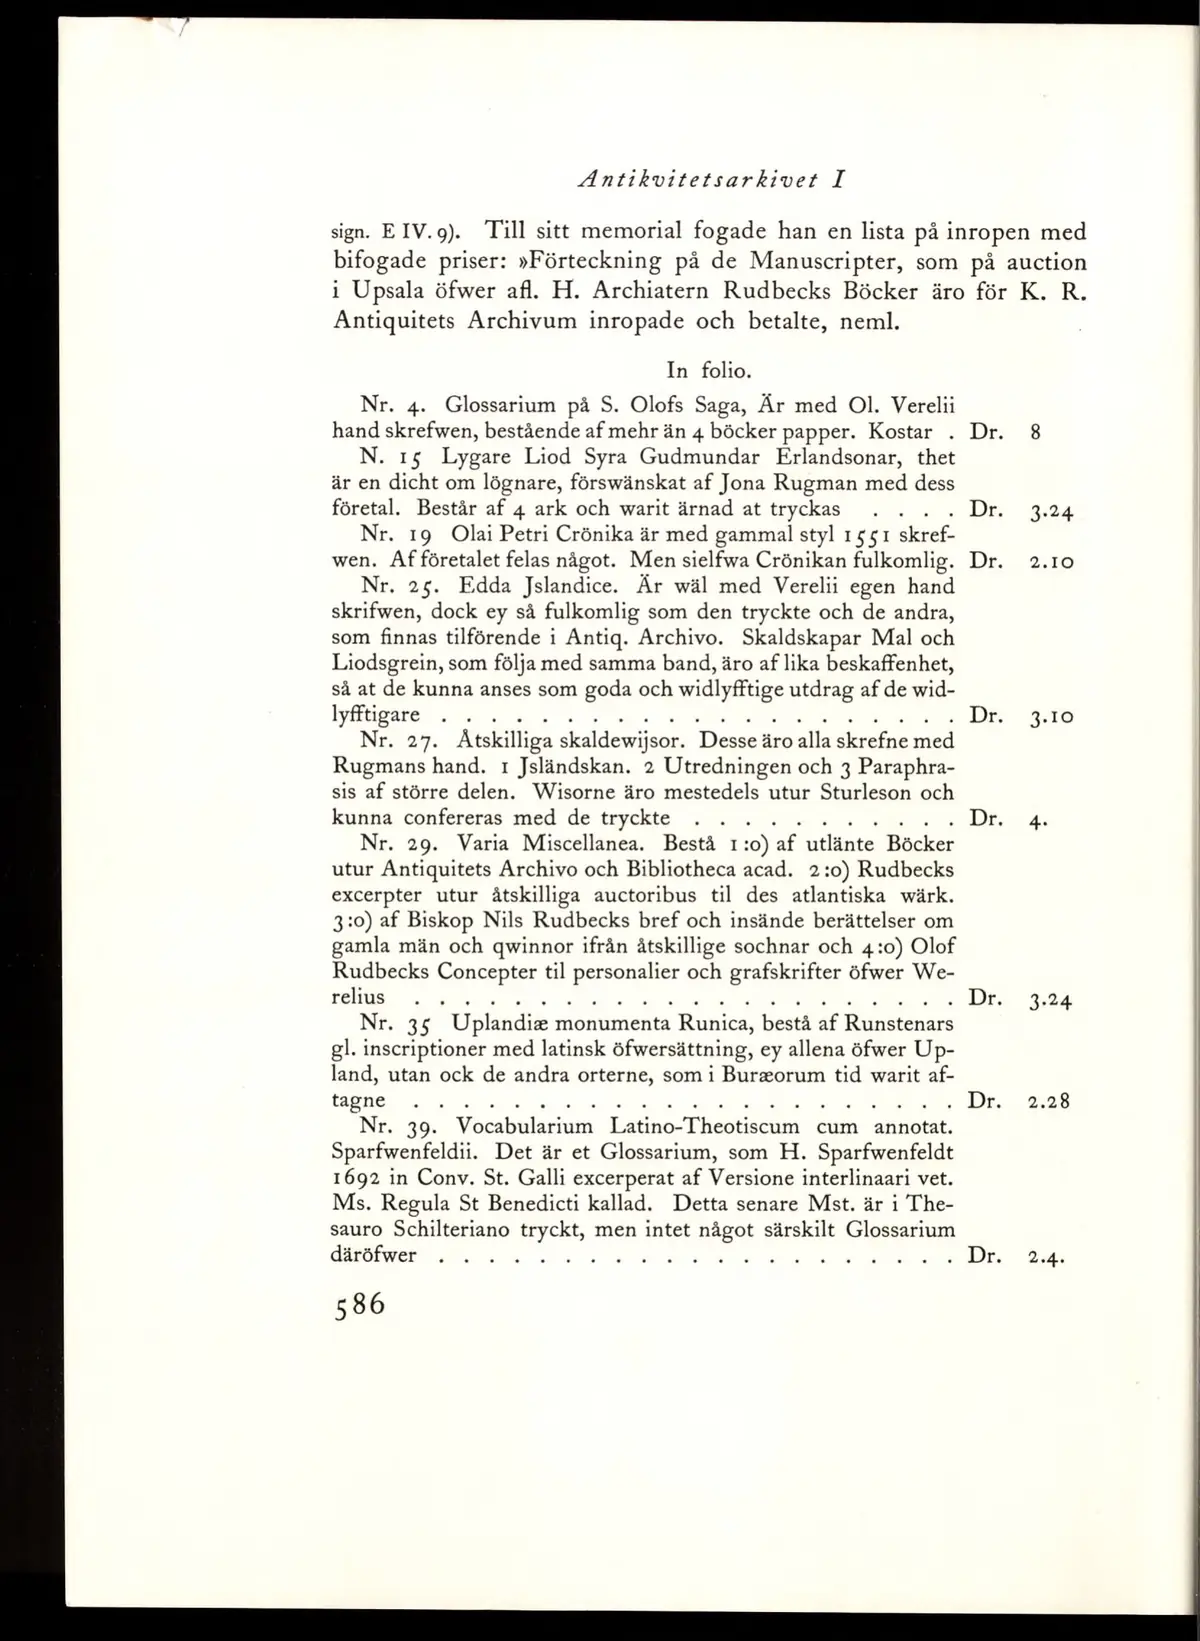 Antikvitetsarkivet I
sign. E IV. 9). Till sitt memorial fogade han en lista på inropen med
bifogade priser: »Förteckning på de Manuscripter, som på auction
i Upsala öfwer afl. H. Archiatern Rudbecks Böcker äro för K. R.
Antiquitets Archivum inropade och betalte, neml.
In folio.
Nr. 4. Glossarium på S. Olofs Saga, Är med Ol. Verelii
hand skrefwen, bestående af mehr än 4 böcker papper. Kostar . Dr. 8
N. 15 Lygare Liod Syra Gudmundar Erlandsonar, thet
är en dicht om lögnare, förswänskat af Jona Rugman med dess
företal. Består af 4 ark och warit ärnad at tryckas . . . . Dr. 3.24
Nr. 19 Olai Petri Crönika är med gammal styl 1551 skref-
wen. Af företalet felas något. Men sielfwa Crönikan fulkomlig. Dr. 2.10
Nr. 25. Edda Jslandice. Är wäl med Verelii egen hand
skrifwen, dock ey så fulkomlig som den tryckte och de andra,
som finnas tilförende i Antiq. Archivo. Skaldskapar Mal och
Liodsgrein, som följa med samma band, äro af lika beskaffenhet,
så at de kunna anses som goda och widlyfftige utdrag af de wid-
lyfftigare . . . . . . . . . . . . . . . . . . . . . Dr. 3.10
Nr. 27. Åtskilliga skaldewijsor. Desse äro alla skrefne med
Rugmans hand. 1 Jsländskan. 2 Utredningen och 3 Paraphra-
sis af större delen. Wisorne äro mestedels utur Sturleson och
kunna confereras med de tryckte . . . . . . . . . . . Dr. 4.
Nr. 29. Varia Miscellanea. Bestå 1:o) af utlänte Böcker
utur Antiquitets Archivo och Bibliotheca acad. 2:o) Rudbecks
excerpter utur åtskilliga auctoribus til des atlantiska wärk.
3:o) af Biskop Nils Rudbecks bref och insände berättelser om
gamla män och qwinnor ifrån åtskillige sochnar och 4:o) Olof
Rudbecks Concepter til personalier och grafskrifter öfwer We-
relius . . . . . . . . . . . . . . . . . . . . . . Dr. 3.24
Nr. 35 Uplandiæ monumenta Runica, bestå af Runstenars
gl. inscriptioner med latinsk öfwersättning, ey allena öfwer Up-
land, utan ock de andra orterne, som i Buræorum tid warit af-
tagne . . . . . . . . . . . . . . . . . . . . . . Dr. 2.28
Nr. 39. Vocabularium Latino-Theotiscum cum annotat.
Sparfwenfeldii. Det är et Glossarium, som H. Sparfwenfeldt
1692 in Conv. St. Galli excerperat af Versione interlinaari vet.
Ms. Regula St Benedicti kallad. Detta senare Mst. är i The-
sauro Schilteriano tryckt, men intet något särskilt Glossarium
däröfwer . . . . . . . . . . . . . . . . . . . . . Dr. 2.4.
586